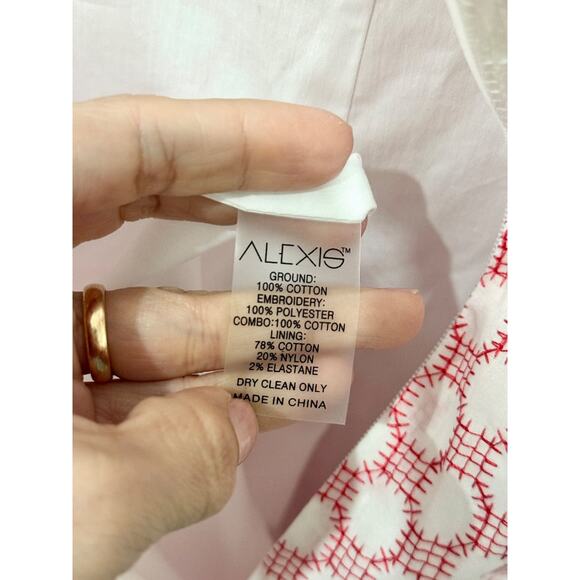 ALEXIS™
GROUND:
100% COTTON
EMBROIDERY:
100% POLYESTER
COMBO:100% COTTON
LINING:
78% COTTON
20% NYLON
2% ELASTANE
DRY CLEAN ONLY
MADE IN CHINA